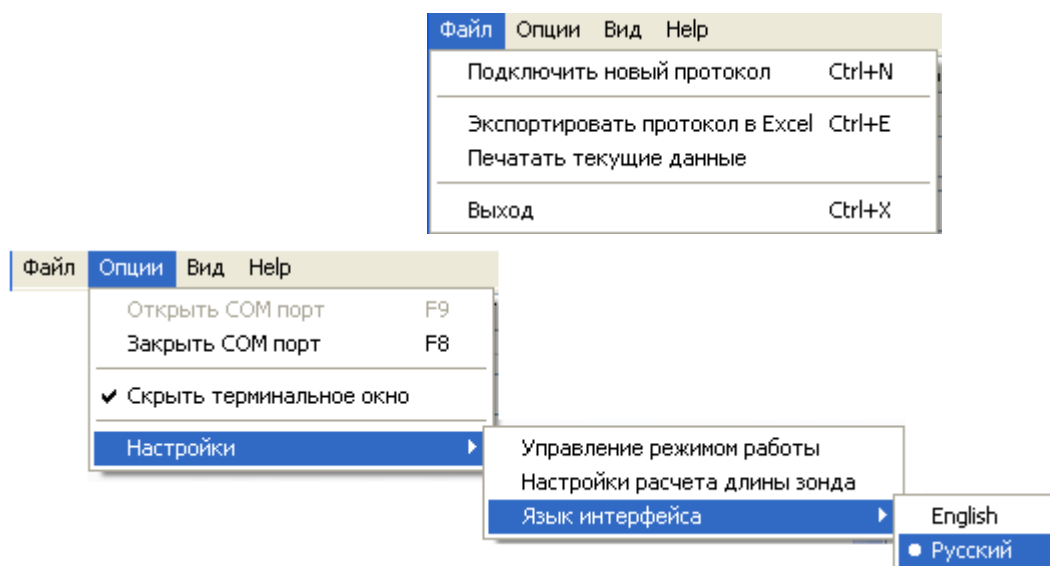 Файл Опции Вид Help
Подключить новый протокол Ctrl+N
Экспортировать протокол в Excel Ctrl+E
Печатать текущие данные
Выход Ctrl+X
Файл Опции Вид Help
Открыть COM порт F9
Закрыть COM порт F8
Скрыть терминальное окно
Настройки
Управление режимом работы
Настройки расчета длины зонда
Язык интерфейса
English
Русский